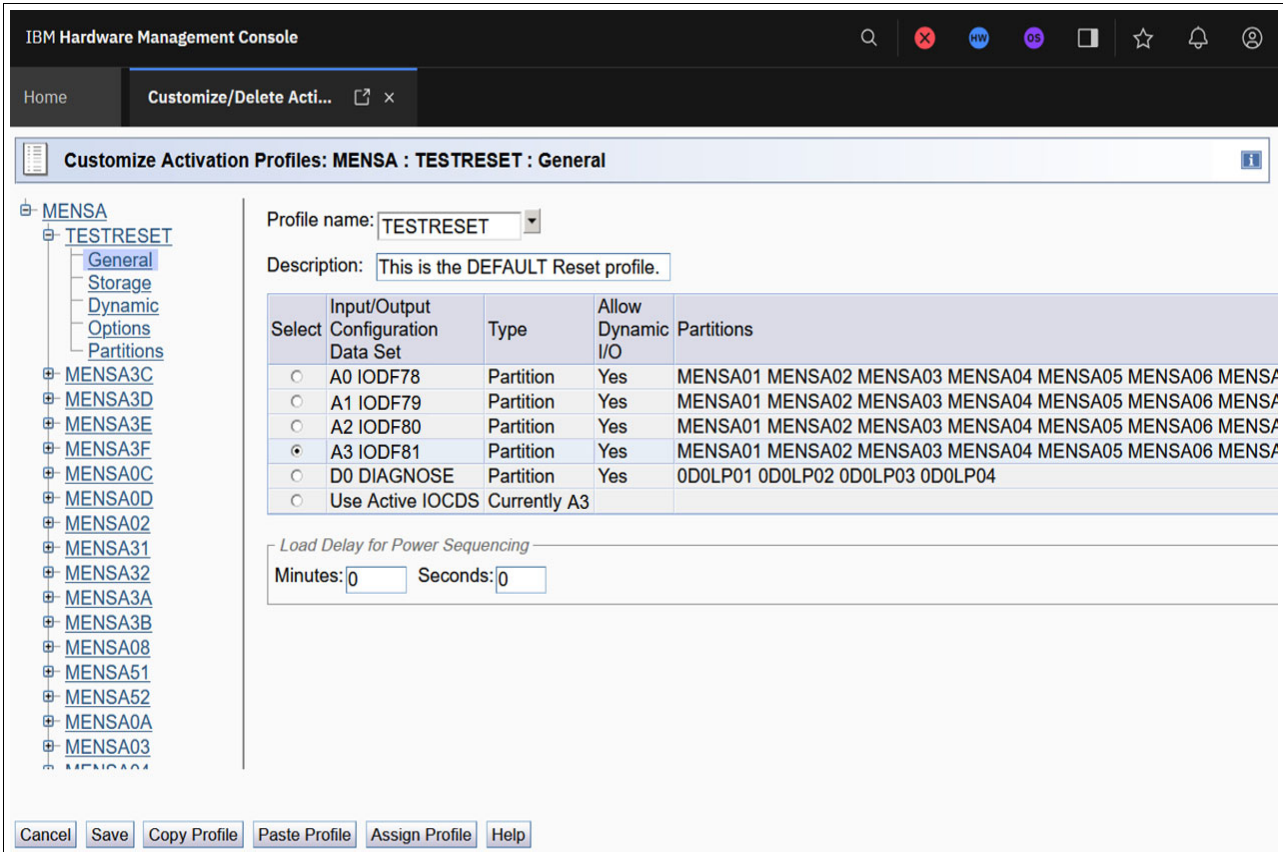 IBM Hardware Management Console
HW
OS
Home
Customize/Delete Acti...
Customize Activation Profiles: MENSA : TESTRESET : General
i
MENSA
TESTRESET
General
Storage
Dynamic
Options
Partitions
MENSA3C
MENSA3D
MENSA3E
MENSA3F
MENSA0C
MENSA0D
MENSA02
MENSA31
MENSA32
MENSA3A
MENSA3B
MENSA08
MENSA51
MENSA52
MENSA0A
MENSA03
Profile name: TESTRESET
Description: This is the DEFAULT Reset profile.
Select Input/Output Configuration Data Set Type Allow Dynamic I/O Partitions
A0 IODF78 Partition Yes MENSA01 MENSA02 MENSA03 MENSA04 MENSA05 MENSA06 MENSA
A1 IODF79 Partition Yes MENSA01 MENSA02 MENSA03 MENSA04 MENSA05 MENSA06 MENSA
A2 IODF80 Partition Yes MENSA01 MENSA02 MENSA03 MENSA04 MENSA05 MENSA06 MENSA
A3 IODF81 Partition Yes MENSA01 MENSA02 MENSA03 MENSA04 MENSA05 MENSA06 MENSA
D0 DIAGNOSE Partition Yes 0D0LP01 0D0LP02 0D0LP03 0D0LP04
Use Active IOCDS Currently A3
Load Delay for Power Sequencing
Minutes: 0 Seconds: 0
Cancel Save Copy Profile Paste Profile Assign Profile Help